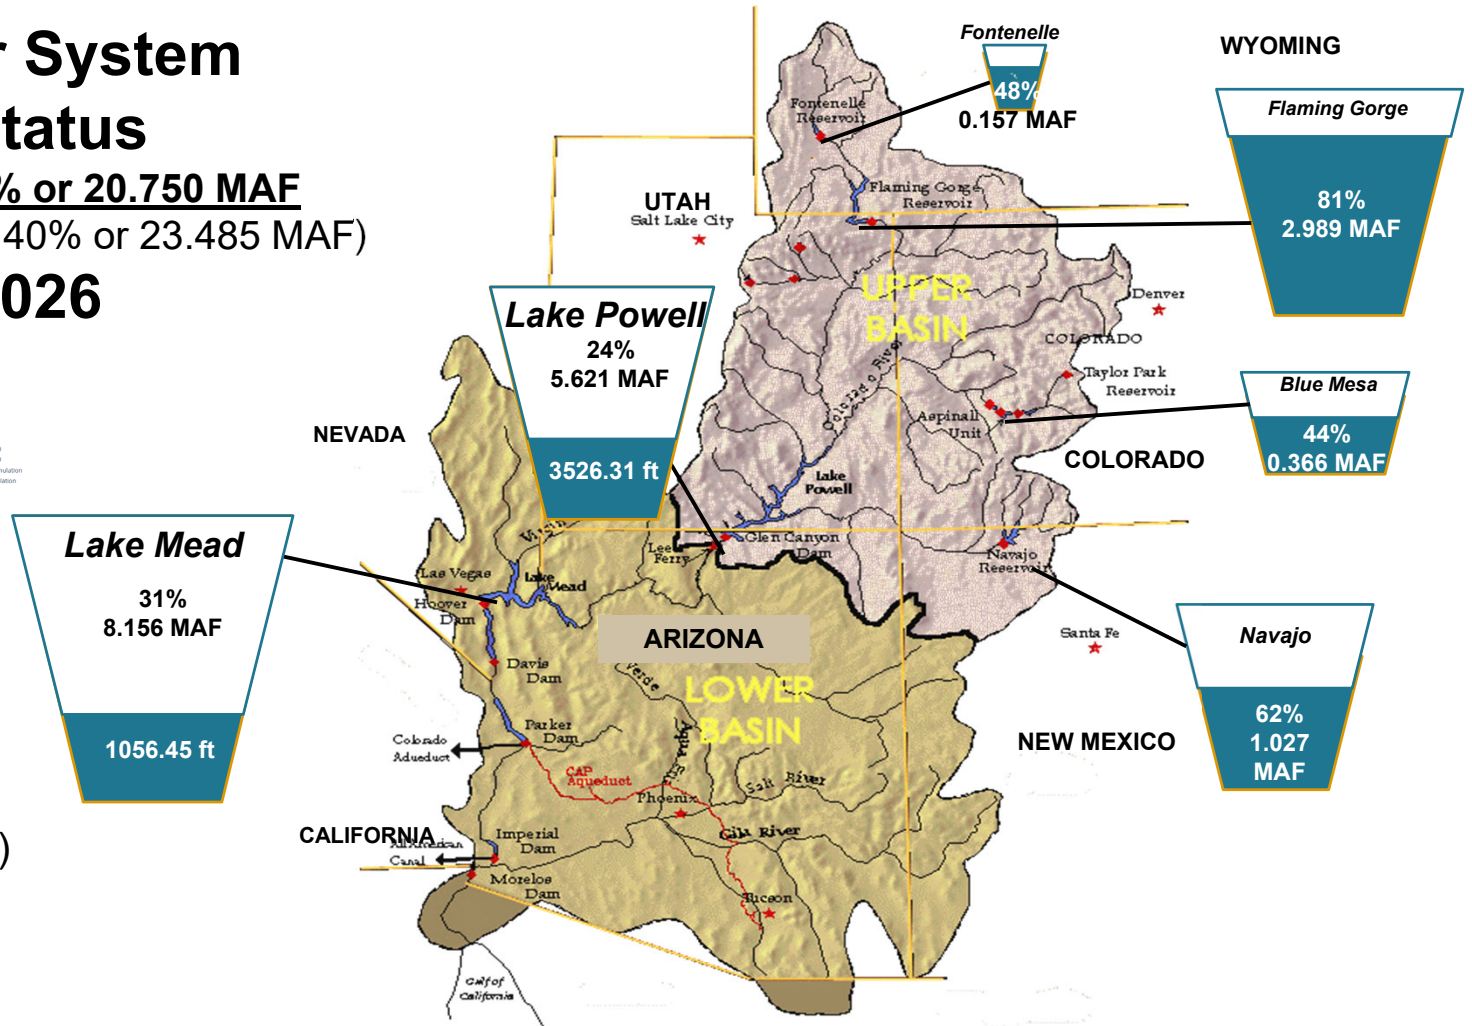 r System
tatus
% or 20.750 MAF
40% or 23.485 MAF)
026
Fontenelle
48%
0.157 MAF
WYOMING
Flaming Gorge
81%
2.989 MAF
Fontenelle
Reservoir
Flaming Gorge
Reservoir
UTAH
Salt Lake City
UPPER
BASIN
Denver
COLORADO
Taylor Park
Reservoir
Blue Mesa
44%
0.366 MAF
Aspinall
Unit
COLORADO
Colorado River
Lake Powell
24%
5.621 MAF
3526.31 ft
NEVADA
Lake
Powell
Glen Canyon
Dam
Lee
Ferry
Navajo
Reservoir
Lake Mead
31%
8.156 MAF
1056.45 ft
Las Vegas
Hoover
Dam
Lake
Mead
ARIZONA
Santa Fe
Navajo
62%
1.027
MAF
NEW MEXICO
Davis
Dam
Verde
LOWER
BASIN
Parker
Dam
Colorado
Aqueduct
CAP
Aqueduct
Salt River
Phoenix
Gila River
CALIFORNIA
All American
Canal
Imperial
Dam
Morelos
Dam
Tucson
Gulf of
California
)